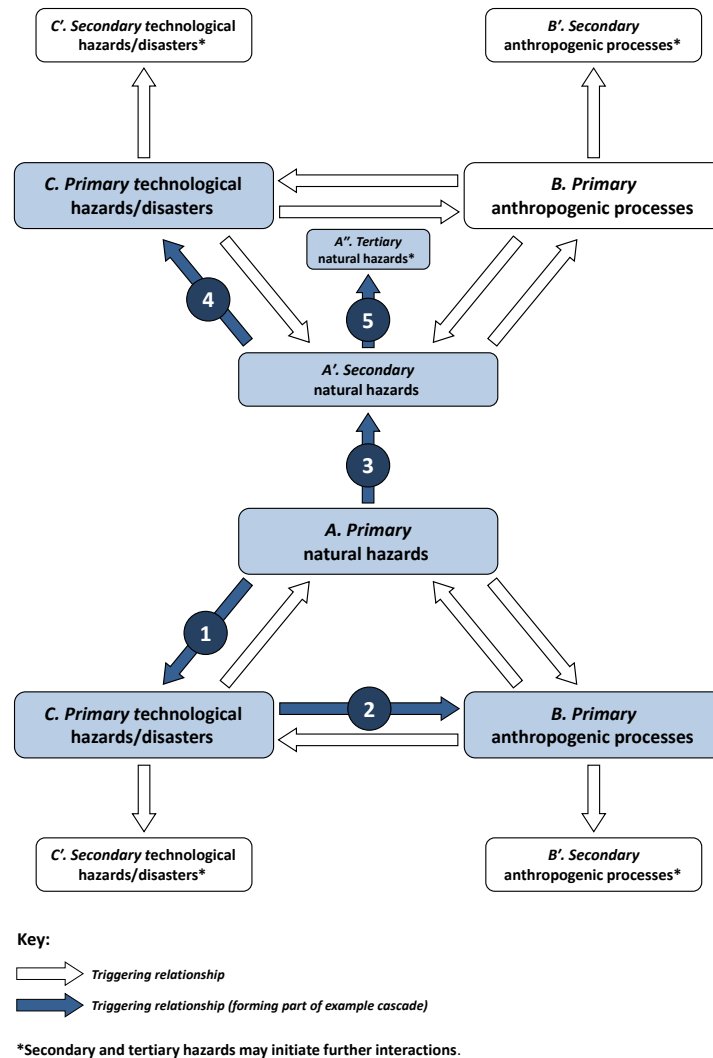 C’. Secondary technological
hazards/disasters*
B’. Secondary
anthropogenic processes*
C. Primary technological
hazards/disasters
B. Primary
anthropogenic processes
A’’. Tertiary
natural hazards*
4
5
A’. Secondary
natural hazards
3
A. Primary
natural hazards
1
C. Primary technological
hazards/disasters
2
B. Primary
anthropogenic processes
C’. Secondary technological
hazards/disasters*
B’. Secondary
anthropogenic processes*
Key:
Triggering relationship
Triggering relationship (forming part of example cascade)
*Secondary and tertiary hazards may initiate further interactions.